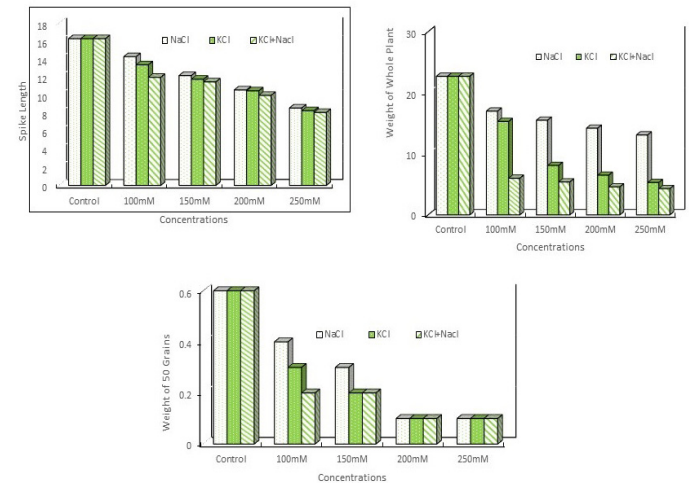 18
16
14
12
10
8
6
4
2
0
Spike Length
NaCl KCl KCl+Nacl
Control 100mM 150mM 200mM 250mM
Concentrations
30
20
10
0
Weight of Whole Plant
NaCl KCl KCl+Nacl
Control 100mM 150mM 200mM 250mM
Concentrations
0.6
0.4
0.2
0
Weight of 50 Grains
NaCl KCl KCl+Nacl
Control 100mM 150mM 200mM 250mM
Concentrations